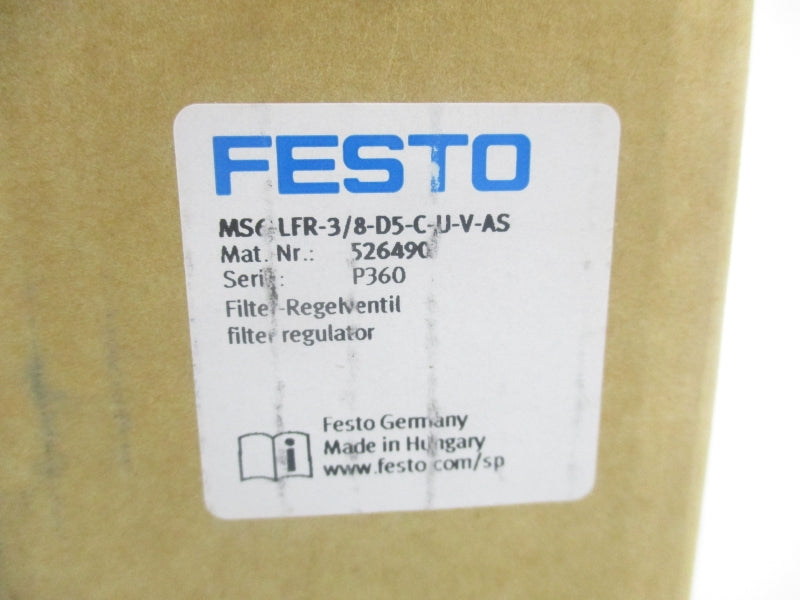 FESTO
MS6-LFR-3/8-D5-C-U-V-AS
Mat. Nr.: 526490
Serie: P360
Filter-Regelventil
filter regulator
Festo Germany
Made in Hungary
www.festo.com/sp